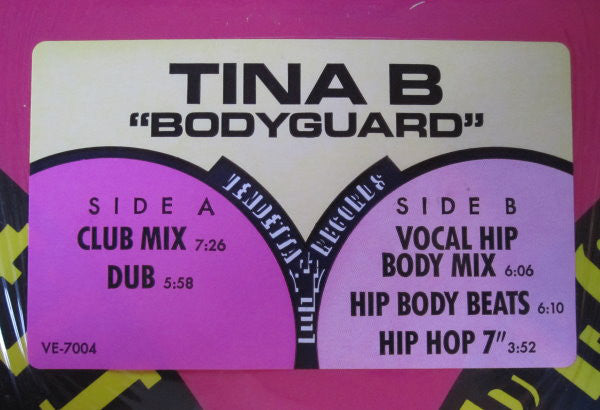 TINA B
"BODYGUARD"
SIDE A
CLUB MIX 7:26
DUB 5:58
VE-7004
VENDETTA
RECORDS
SIDE B
VOCAL HIP
BODY MIX 6:06
HIP BODY BEATS 6:10
HIP HOP 7" 3:52